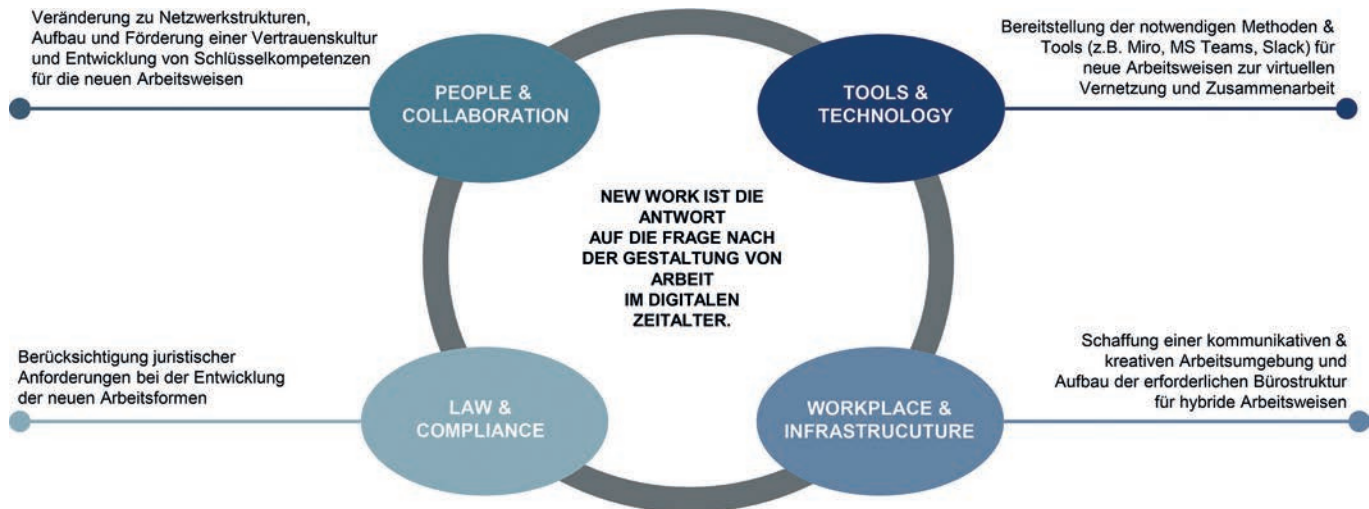 Veränderung zu Netzwerkstrukturen,
Aufbau und Förderung einer Vertrauenskultur
und Entwicklung von Schlüsselkompetenzen
für die neuen Arbeitsweisen
PEOPLE &
COLLABORATION
TOOLS &
TECHNOLOGY
Bereitstellung der notwendigen Methoden &
Tools (z.B. Miro, MS Teams, Slack) für
neue Arbeitsweisen zur virtuellen
Vernetzung und Zusammenarbeit
NEW WORK IST DIE
ANTWORT
AUF DIE FRAGE NACH
DER GESTALTUNG VON
ARBEIT
IM DIGITALEN
ZEITALTER.
Berücksichtigung juristischer
Anforderungen bei der Entwicklung
der neuen Arbeitsformen
LAW &
COMPLIANCE
WORKPLACE &
INFRASTRUCUTURE
Schaffung einer kommunikativen &
kreativen Arbeitsumgebung und
Aufbau der erforderlichen Bürostruktur
für hybride Arbeitsweisen